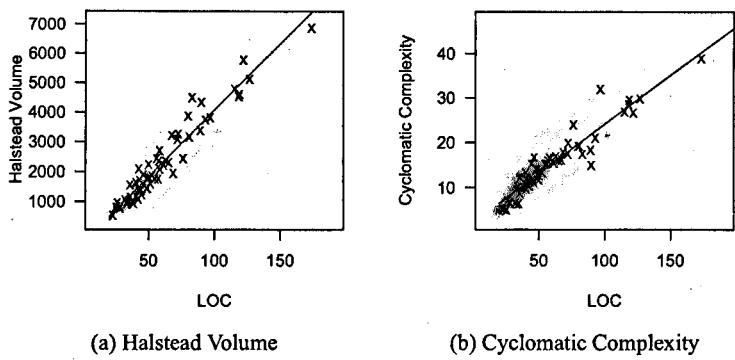 Halstead Volume
7000
6000
5000
4000
3000
2000
1000
50
100
150
LOC
(a) Halstead Volume
Cyclomatic Complexity
40
30
20
10
50
100
150
LOC
(b) Cyclomatic Complexity